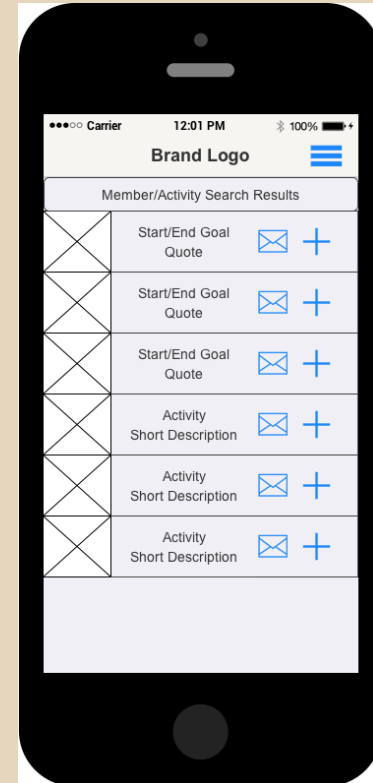 Carrier 12:01 PM 100%
Brand Logo
Member/Activity Search Results
Start/End Goal
Quote
Start/End Goal
Quote
Start/End Goal
Quote
Activity
Short Description
Activity
Short Description
Activity
Short Description